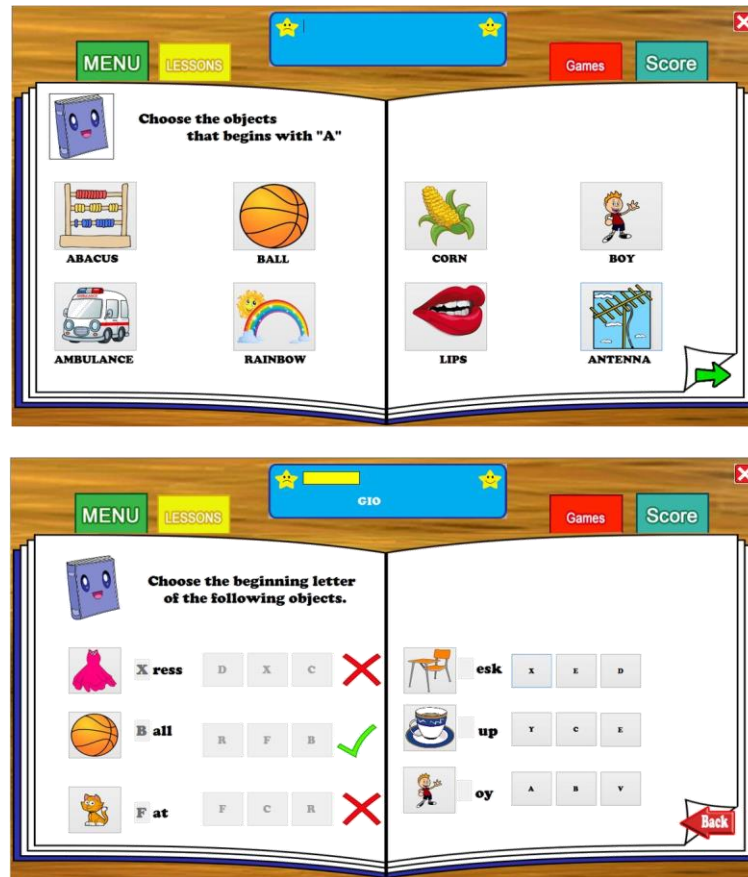 MENU
LESSONS
Games
Score
Choose the objects
that begins with "A"
ABACUS
BALL
CORN
BOY
AMBULANCE
RAINBOW
LIPS
ANTENNA
GIO
MENU
LESSONS
Games
Score
Choose the beginning letter
of the following objects.
X ress D X C
esk X E D
B all R F B
up Y C E
F at F C R
oy A B V
Back